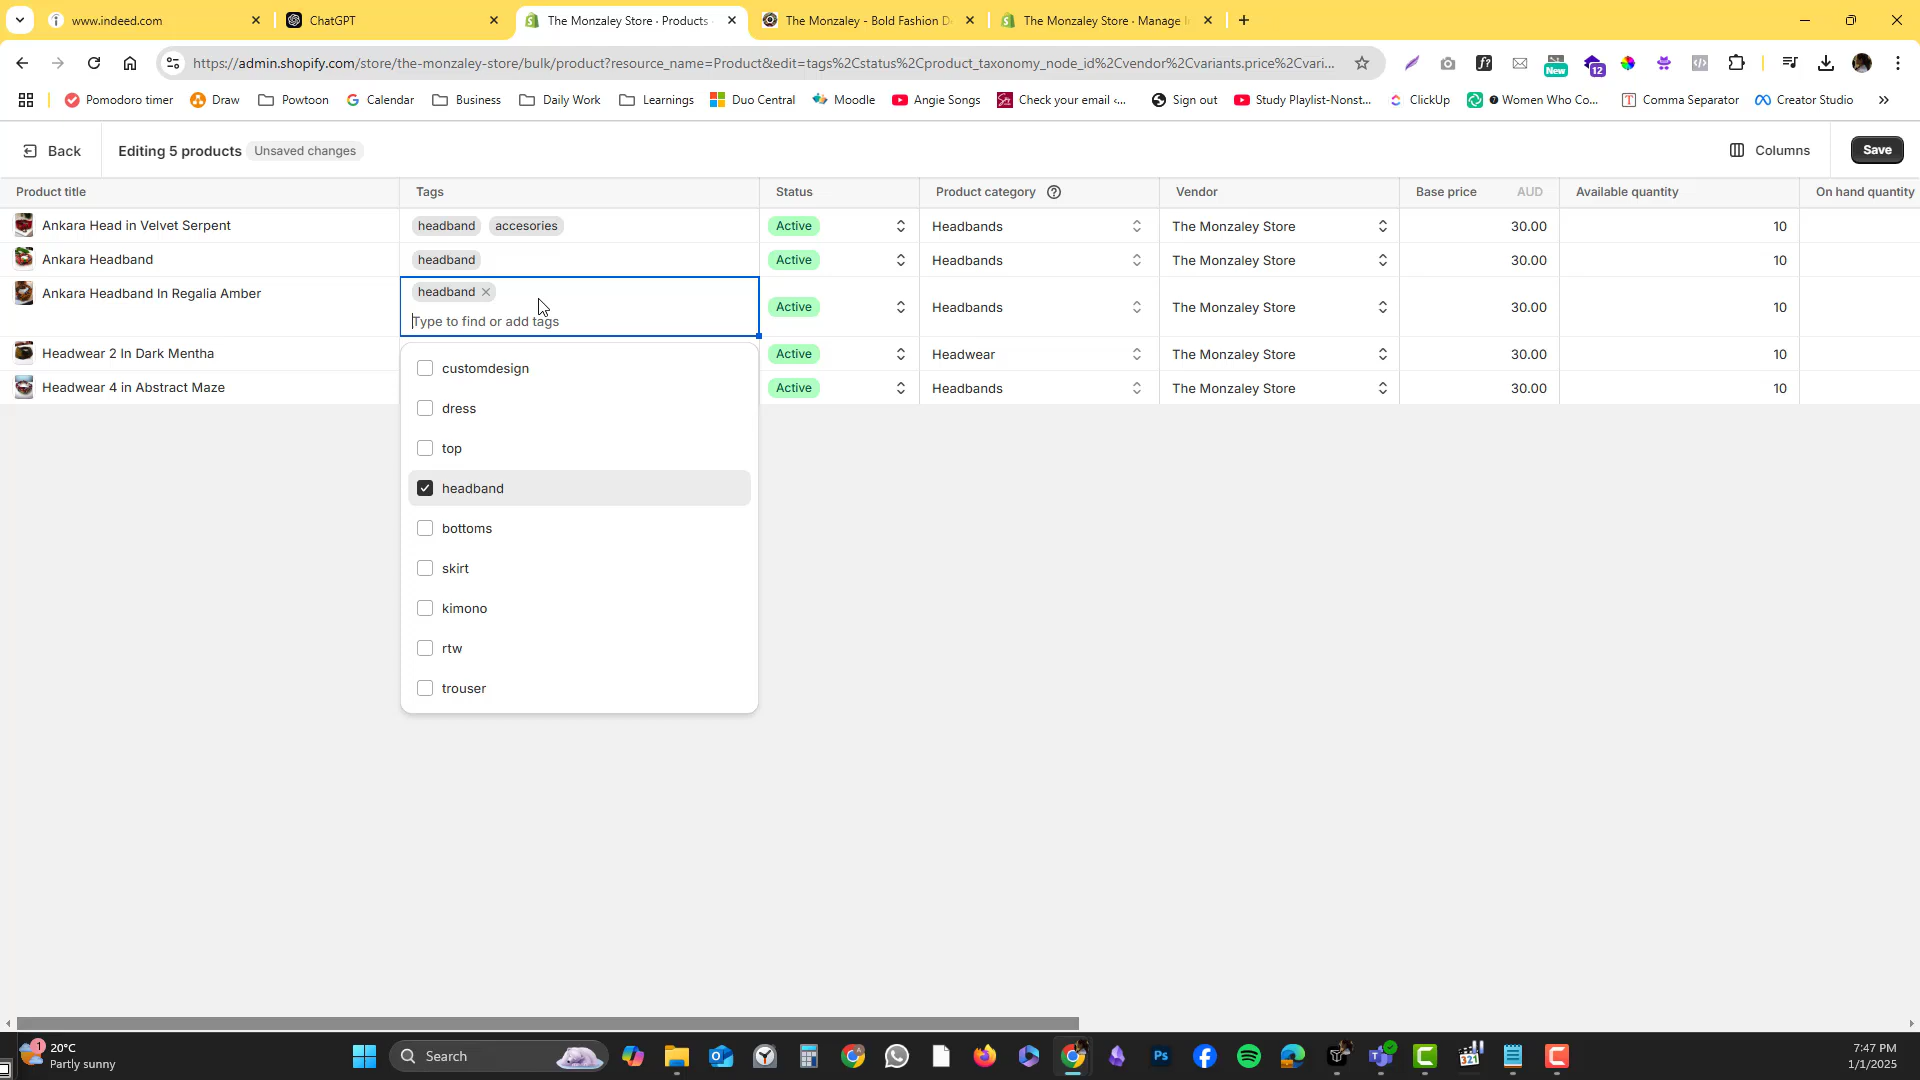 www.indeed.com
ChatGPT
The Monzaley Store · Products ·
The Monzaley - Bold Fashion D
The Monzaley Store · Manage I
https://admin.shopify.com/store/the-monzaley-store/bulk/product?resource_name=Product&edit=tags%2Cstatus%2Cproduct_taxonomy_node_id%2Cvendor%2Cvariants.price%2Cvari...
New
12
Pomodoro timer
Draw
Powtoon
Calendar
Business
Daily Work
Learnings
Duo Central
Moodle
Angie Songs
Check your email <...
Sign out
Study Playlist-Nonst...
ClickUp
Women Who Co...
Comma Separator
Creator Studio
Back
Editing 5 products
Unsaved changes
Columns
Save
Product title
Tags
Status
Product category
Vendor
Base price
AUD
Available quantity
On hand quantity
Ankara Head in Velvet Serpent
headband
accesories
Active
Headbands
The Monzaley Store
30.00
10
Ankara Headband
headband
Active
Headbands
The Monzaley Store
30.00
10
Ankara Headband In Regalia Amber
headband
Type to find or add tags
Active
Headbands
The Monzaley Store
30.00
10
Headwear 2 In Dark Mentha
Active
Headwear
The Monzaley Store
30.00
10
Headwear 4 in Abstract Maze
Active
Headbands
The Monzaley Store
30.00
10
customdesign
dress
top
headband
bottoms
skirt
kimono
rtw
trouser
1
20°C
Partly sunny
Search
Ps
321
7:47 PM
1/1/2025